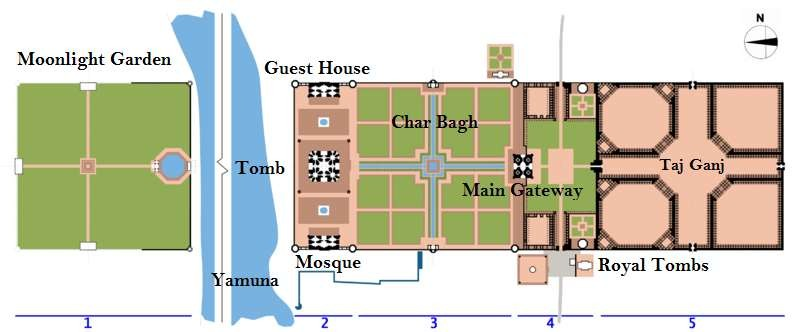 N
Moonlight Garden
Guest House
Char Bagh
Tomb
Taj Ganj
Main Gateway
Mosque
Royal Tombs
Yamuna
1
2
3
4
5